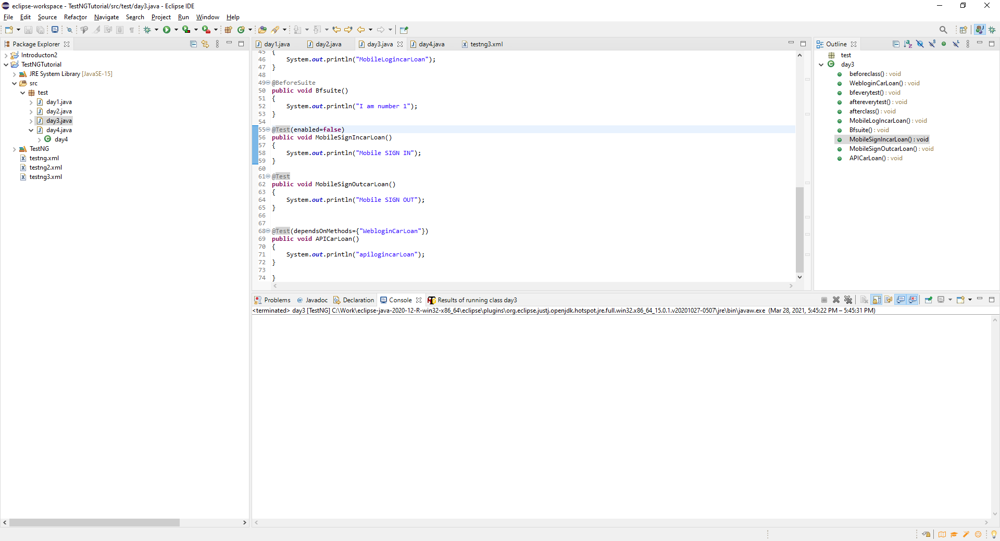 eclipse-workspace - TestNGTutorial/src/test/day3.java - Eclipse IDE
File Edit Source Refactor Navigate Search Project Run Window Help
Package Explorer
Introducton2
TestNGTutorial
JRE System Library [JavaSE-15]
src
test
day1.java
day2.java
day3.java
day4.java
day4
TestNG
testng.xml
testng2.xml
testng3.xml
day1.java day2.java day3.java day4.java testng3.xml
45 {
46 System.out.println("MobileLogincarLoan");
47 }
48
49 @BeforeSuite
50 public void Bfsuite()
51 {
52 System.out.println("I am number 1");
53 }
54
55 @Test(enabled=false)
56 public void MobileSignIncarLoan()
57 {
58 System.out.println("Mobile SIGN IN");
59 }
60
61 @Test
62 public void MobileSignOutcarLoan()
63 {
64 System.out.println("Mobile SIGN OUT");
65 }
66
67
68 @Test(dependsOnMethods={"WebloginCarLoan"})
69 public void APICarLoan()
70 {
71 System.out.println("apilogincarLoan");
72 }
73
74 }
Outline
test
day3
beforeclass() : void
WebloginCarLoan() : void
bfeverytest() : void
aftereverytest() : void
afterclass() : void
MobileLogIncarLoan() : void
Bfsuite() : void
MobileSignIncarLoan() : void
MobileSignOutcarLoan() : void
APICarLoan() : void
Problems @ Javadoc Declaration Console Results of running class day3
<terminated> day3 [TestNG] C:\Work\eclipse-java-2020-12-R-win32-x86_64\eclipse\plugins\org.eclipse.justj.openjdk.hotspot.jre.full.win32.x86_64_15.0.1.v20201027-0507\jre\bin\javaw.exe (Mar 28, 2021, 5:45:22 PM – 5:45:31 PM)